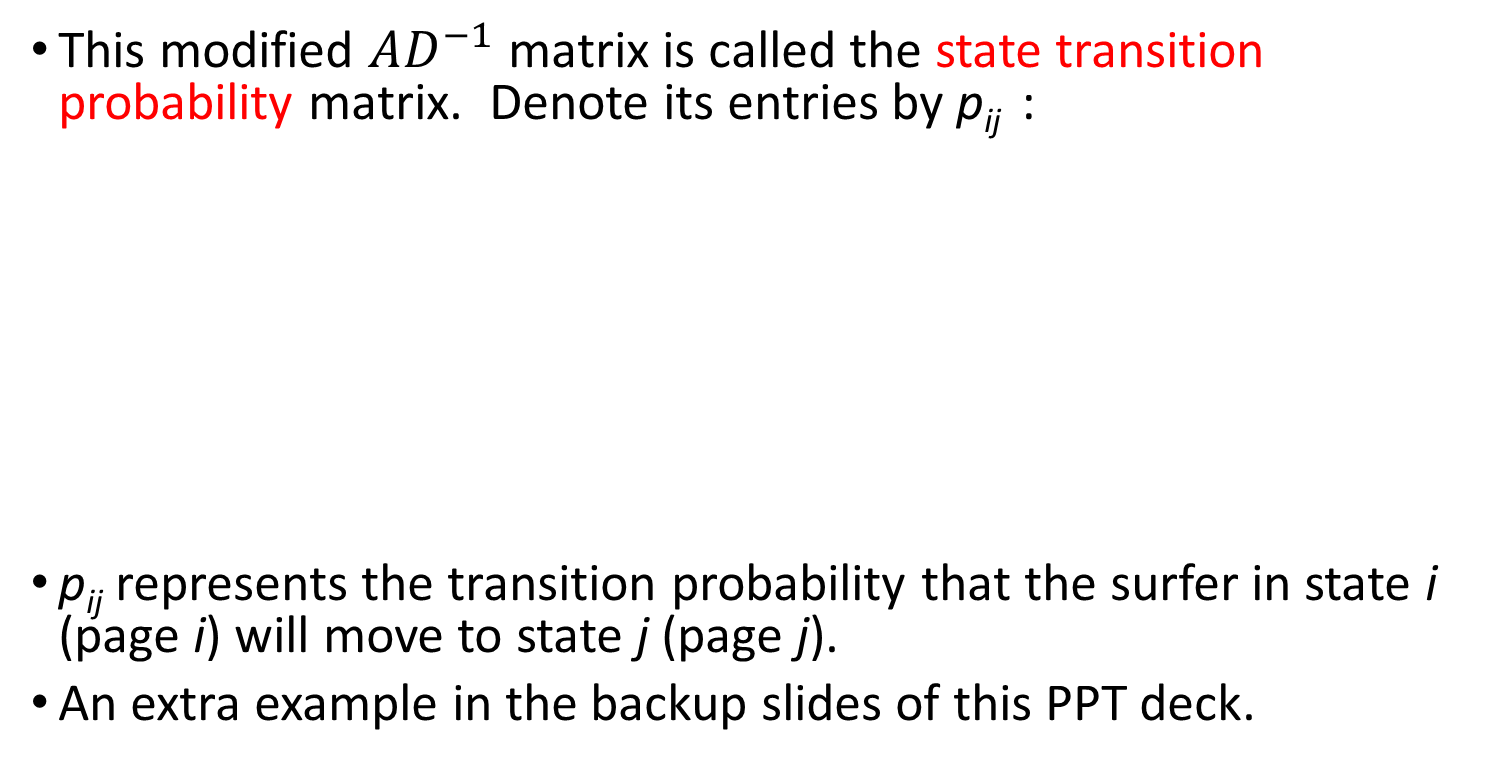 • This modified AD⁻¹ matrix is called the state transition
probability matrix.  Denote its entries by pᵢⱼ :
• pᵢⱼ represents the transition probability that the surfer in state i
(page i) will move to state j (page j).
• An extra example in the backup slides of this PPT deck.